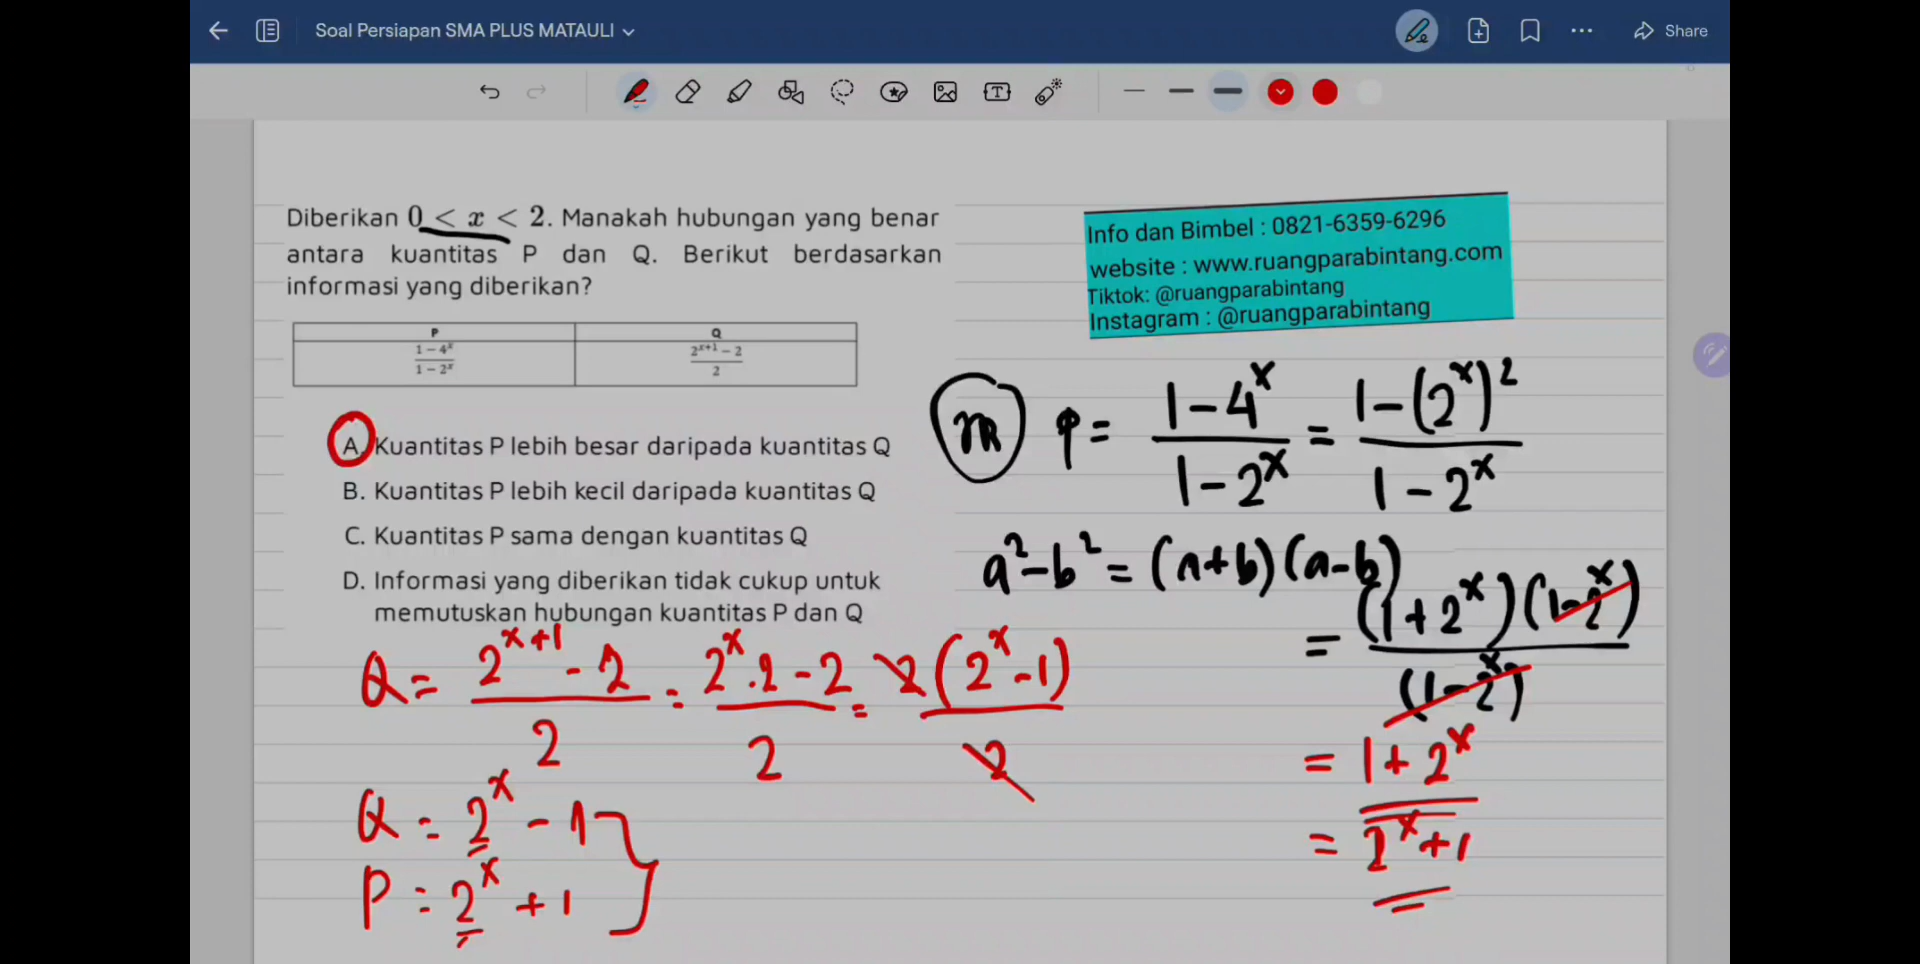 Soal Persiapan SMA PLUS MATAULI
Share
Diberikan 0 < x < 2. Manakah hubungan yang benar
antara kuantitas P dan Q. Berikut berdasarkan
informasi yang diberikan?
P
Q
1 − 4^x
1 − 2^x
2^{x+1} − 2
2
A. Kuantitas P lebih besar daripada kuantitas Q
B. Kuantitas P lebih kecil daripada kuantitas Q
C. Kuantitas P sama dengan kuantitas Q
D. Informasi yang diberikan tidak cukup untuk
memutuskan hubungan kuantitas P dan Q
Info dan Bimbel : 0821-6359-6296
website : www.ruangparabintang.com
Tiktok: @ruangparabintang
Instagram : @ruangparabintang
P = (1 − 4^x)/(1 − 2^x) = (1 − (2^x)^2)/(1 − 2^x)
a^2 − b^2 = (a+b)(a−b)
= (1 + 2^x)(1 − 2^x)/(1 − 2^x)
= 1 + 2^x
= 2^x + 1
Q = (2^{x+1} − 2)/2 = (2^x . 2 − 2)/2 = 2(2^x − 1)/2
Q = 2^x − 1
P = 2^x + 1